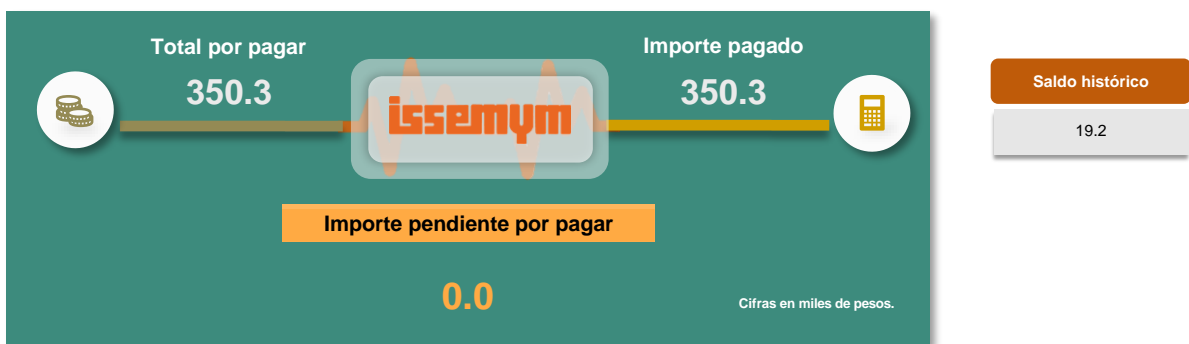 Total por pagar
350.3
issemym
Importe pagado
350.3
Importe pendiente por pagar
0.0
Cifras en miles de pesos.
Saldo histórico
19.2